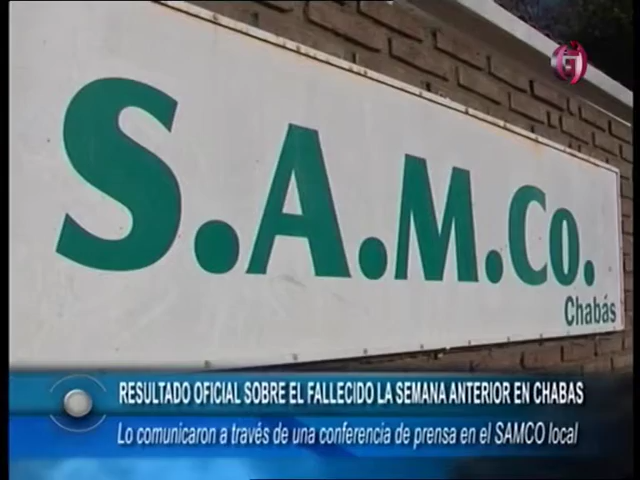 S.A.M.Co.
Chabás
RESULTADO OFICIAL SOBRE EL FALLECIDO LA SEMANA ANTERIOR EN CHABAS
Lo comunicaron a través de una conferencia de prensa en el SAMCO local